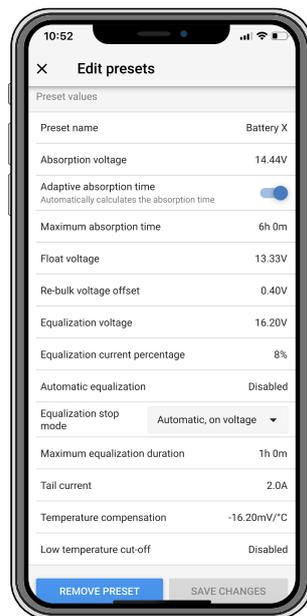 10:52
Edit presets
Preset values
Preset name Battery X
Absorption voltage 14.44V
Adaptive absorption time
Automatically calculates the absorption time
Maximum absorption time 6h 0m
Float voltage 13.33V
Re-bulk voltage offset 0.40V
Equalization voltage 16.20V
Equalization current percentage 8%
Automatic equalization Disabled
Equalization stop
mode
Automatic, on voltage
Maximum equalization duration 1h 0m
Tail current 2.0A
Temperature compensation -16.20mV/°C
Low temperature cut-off Disabled
REMOVE PRESET SAVE CHANGES